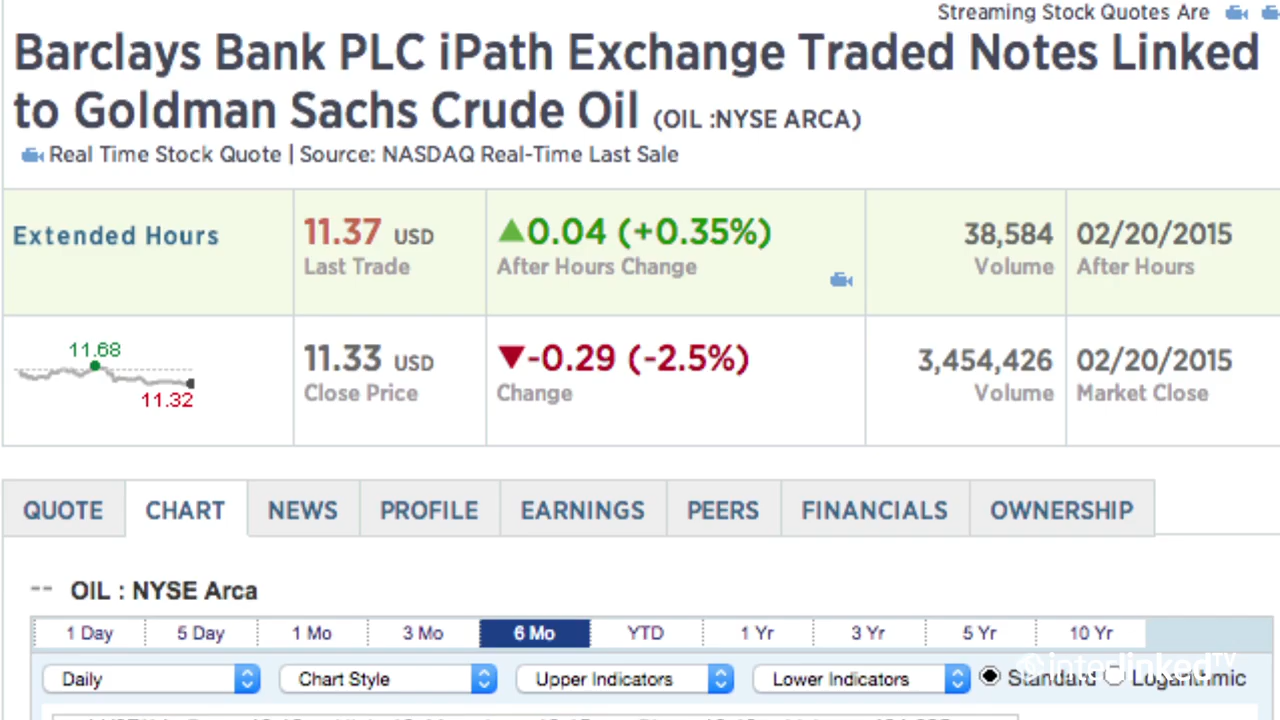 Streaming Stock Quotes Are
Barclays Bank PLC iPath Exchange Traded Notes Linked
to Goldman Sachs Crude Oil (OIL :NYSE ARCA)
Real Time Stock Quote | Source: NASDAQ Real-Time Last Sale
Extended Hours 11.37 USD ▲0.04 (+0.35%) 38,584 02/20/2015
Last Trade After Hours Change Volume After Hours
11.68
11.33 USD ▼-0.29 (-2.5%) 3,454,426 02/20/2015
11.32 Close Price Change Volume Market Close
QUOTE CHART NEWS PROFILE EARNINGS PEERS FINANCIALS OWNERSHIP
-- OIL : NYSE Arca
1 Day 5 Day 1 Mo 3 Mo 6 Mo YTD 1 Yr 3 Yr 5 Yr 10 Yr
Daily Chart Style Upper Indicators Lower Indicators Standard Logarithmic
interlinkedTV